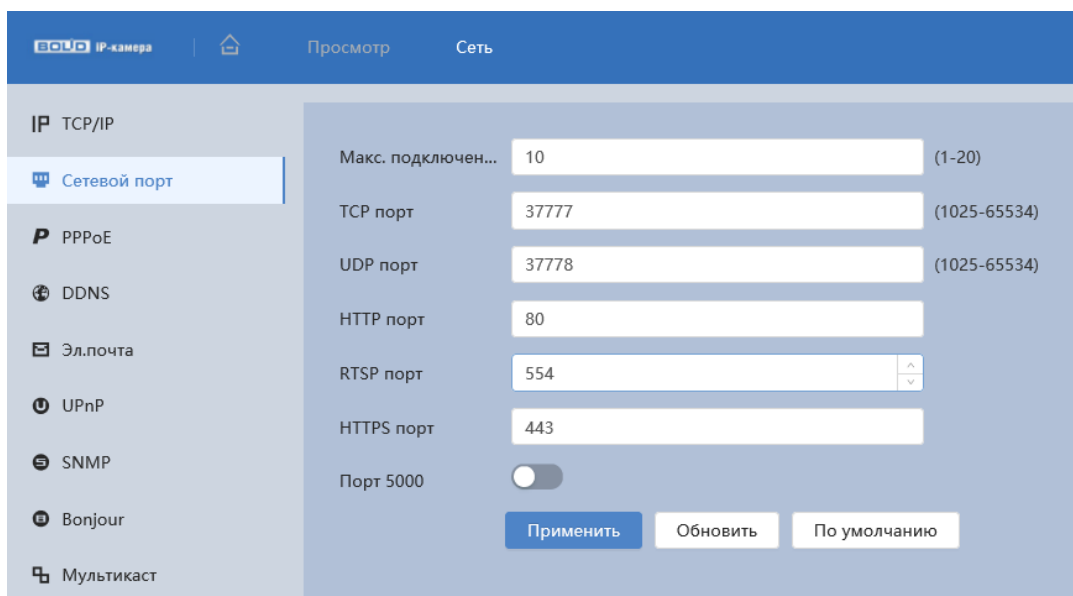 BOLID IP-камера
Просмотр Сеть
TCP/IP
Сетевой порт
PPPoE
DDNS
Эл.почта
UPnP
SNMP
Bonjour
Мультикаст
Макс. подключен... 10 (1-20)
TCP порт 37777 (1025-65534)
UDP порт 37778 (1025-65534)
HTTP порт 80
RTSP порт 554
HTTPS порт 443
Порт 5000
Применить Обновить По умолчанию